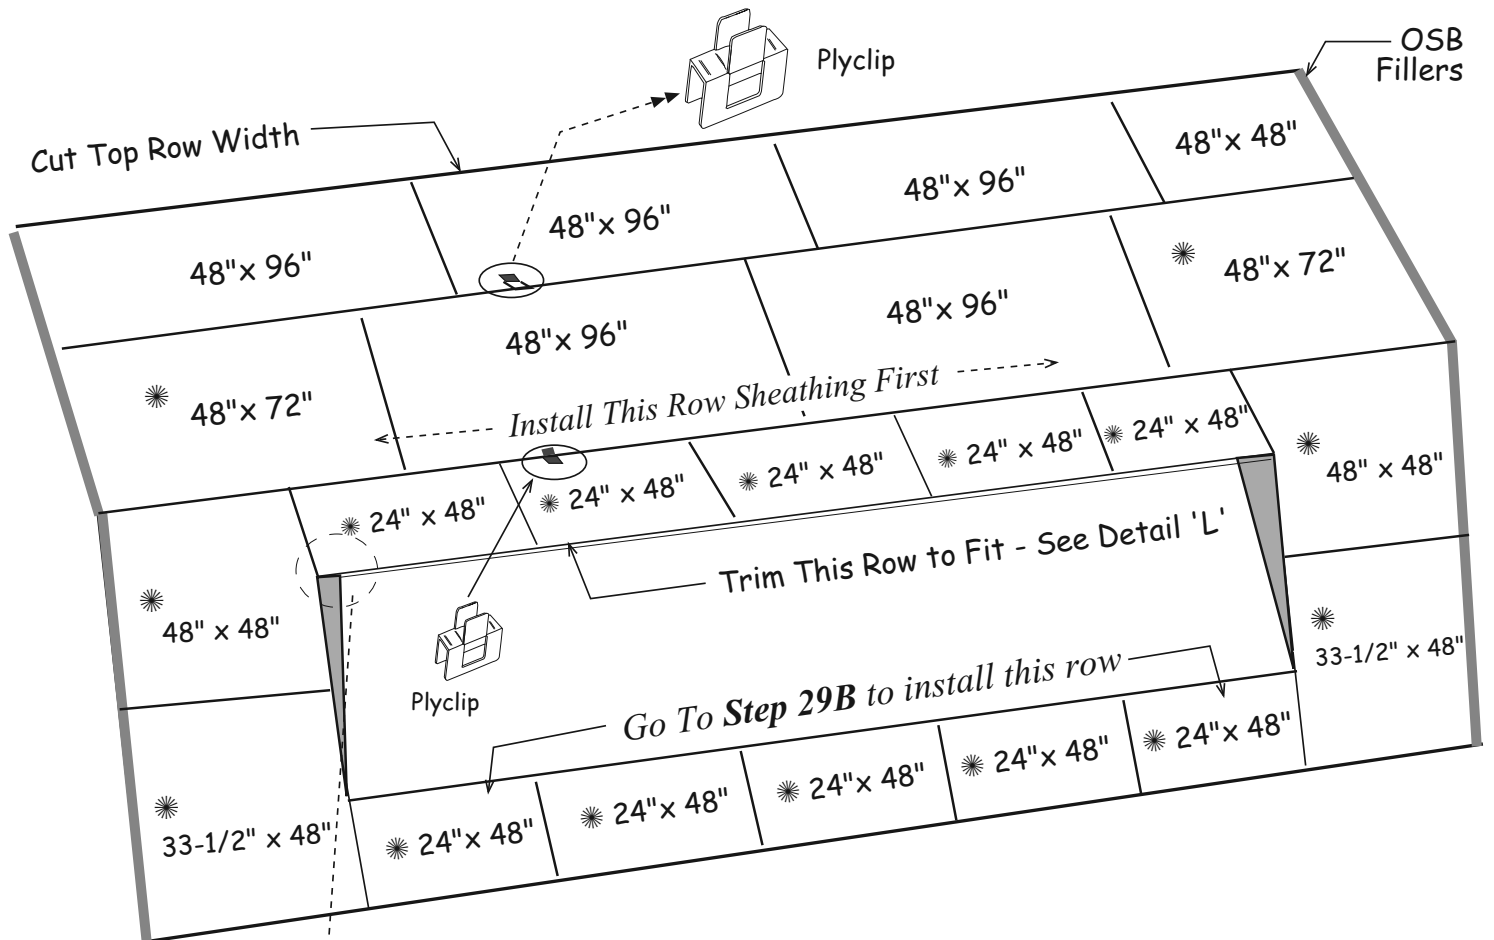 Plyclip
OSB
Fillers
Cut Top Row Width
48"x 48"
48"x 96"
48"x 96"
48"x 96"
✺ 48"x 72"
48"x 96"
48"x 96"
✺ 48"x 72"
Install This Row Sheathing First
✺ 24" x 48"
✺ 24" x 48"
✺ 24" x 48"
✺ 24" x 48"
✺ 24" x 48"
✺ 48" x 48"
✺ 48" x 48"
Trim This Row to Fit - See Detail 'L'
Plyclip
✺ 33-1/2" x 48"
Go To Step 29B to install this row
✺ 33-1/2" x 48"
✺ 24"x 48"
✺ 24"x 48"
✺ 24"x 48"
✺ 24"x 48"
✺ 24"x 48"